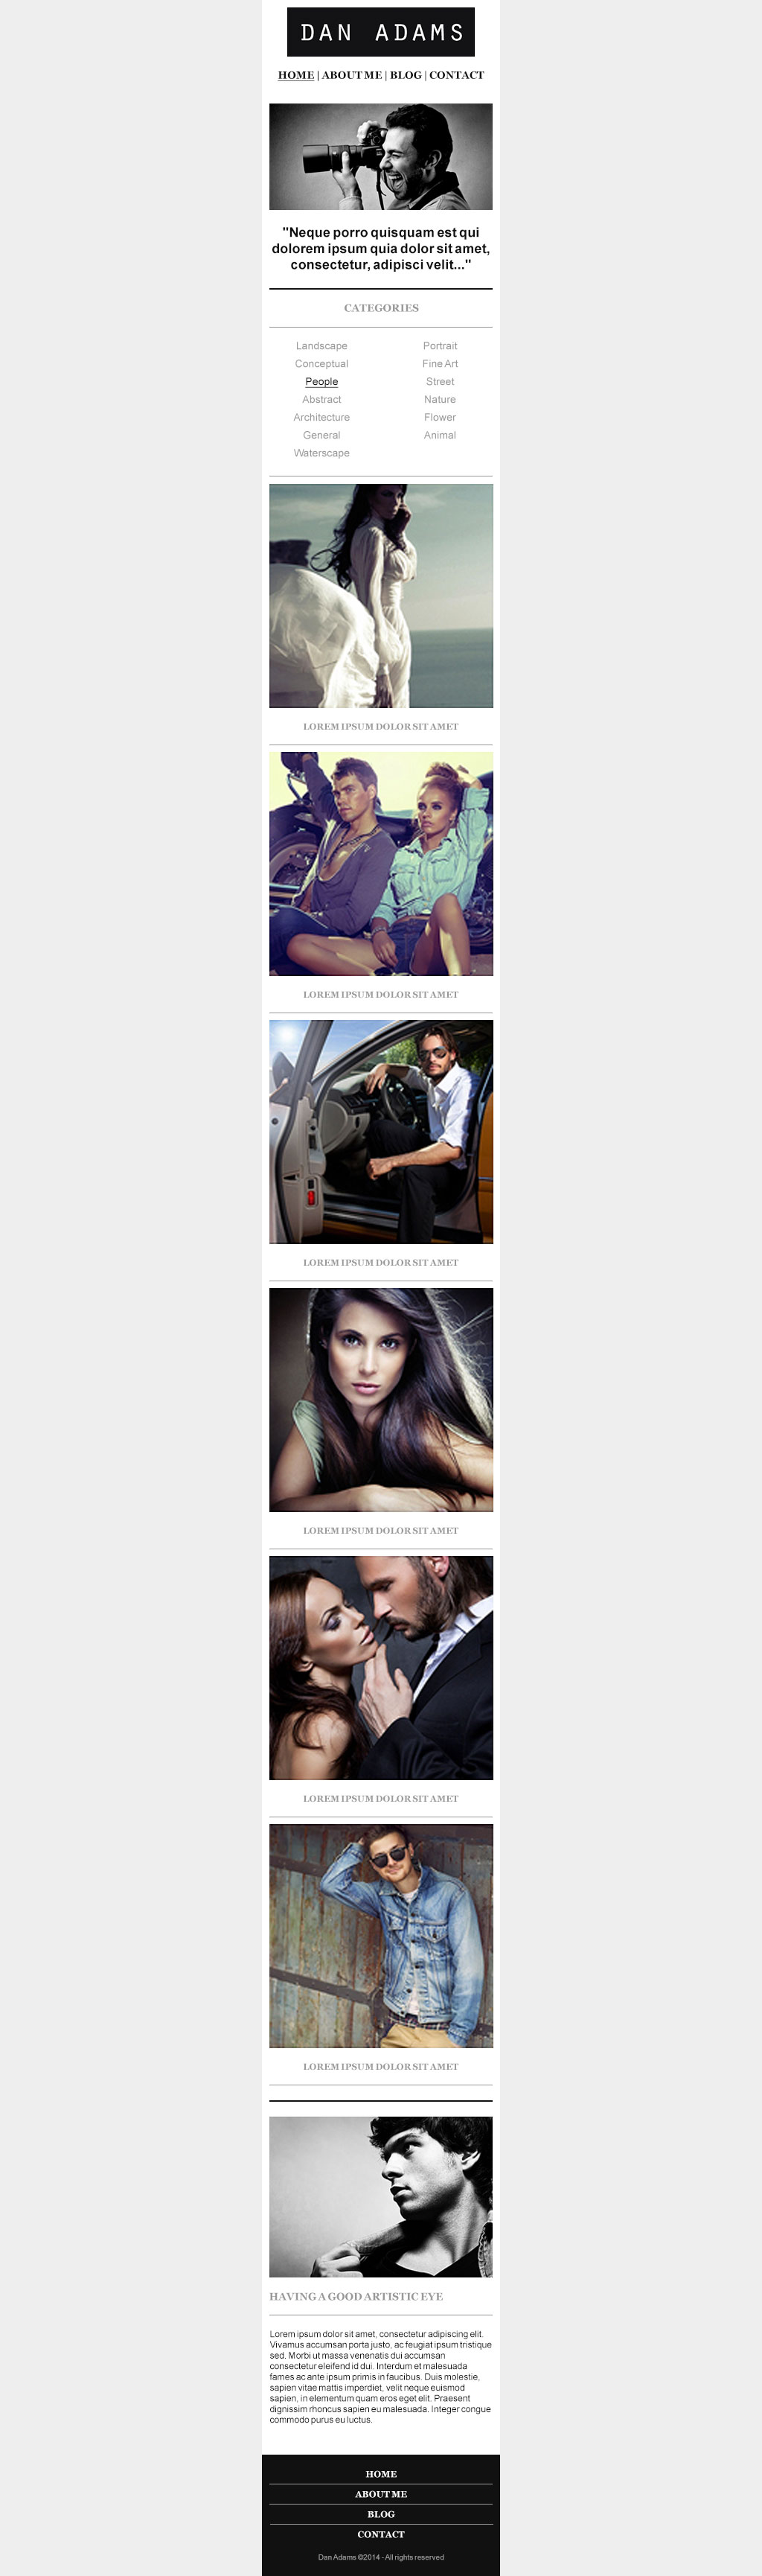 DAN ADAMS
HOME | ABOUT ME | BLOG | CONTACT
"Neque porro quisquam est qui
dolorem ipsum quia dolor sit amet,
consectetur, adipisci velit..."
CATEGORIES
Landscape Portrait
Conceptual Fine Art
People Street
Abstract Nature
Architecture Flower
General Animal
Waterscape
LOREM IPSUM DOLOR SIT AMET
LOREM IPSUM DOLOR SIT AMET
LOREM IPSUM DOLOR SIT AMET
LOREM IPSUM DOLOR SIT AMET
LOREM IPSUM DOLOR SIT AMET
LOREM IPSUM DOLOR SIT AMET
HAVING A GOOD ARTISTIC EYE
Lorem ipsum dolor sit amet, consectetur adipiscing elit.
Vivamus accumsan porta justo, ac feugiat ipsum tristique
sed. Morbi ut massa venenatis dui accumsan
consectetur eleifend id dui. Interdum et malesuada
fames ac ante ipsum primis in faucibus. Duis molestie,
sapien vitae mattis imperdiet, velit neque euismod
sapien, in elementum quam eros eget elit. Praesent
dignissim rhoncus sapien eu malesuada. Integer congue
commodo purus eu luctus.
HOME
ABOUT ME
BLOG
CONTACT
Dan Adams ©2014 - All rights reserved